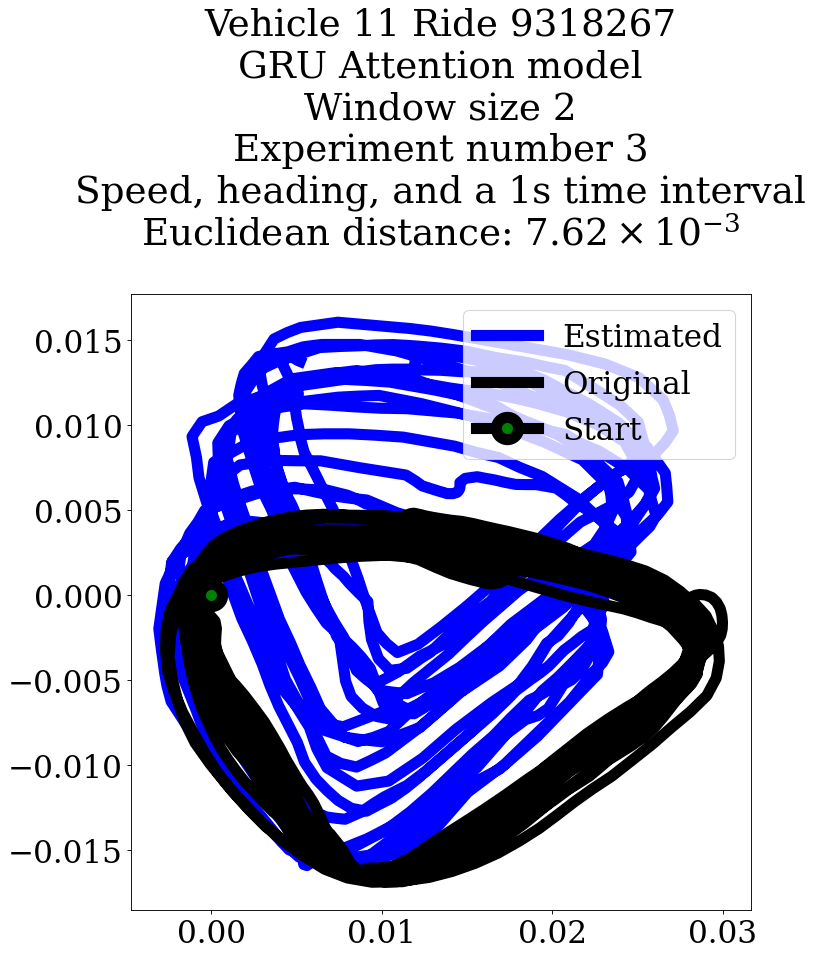 Vehicle 11 Ride 9318267
GRU Attention model
Window size 2
Experiment number 3
Speed, heading, and a 1s time interval
Euclidean distance: 7.62 × 10⁻³
Estimated
Original
Start
0.015
0.010
0.005
0.000
−0.005
−0.010
−0.015
0.00 0.01 0.02 0.03